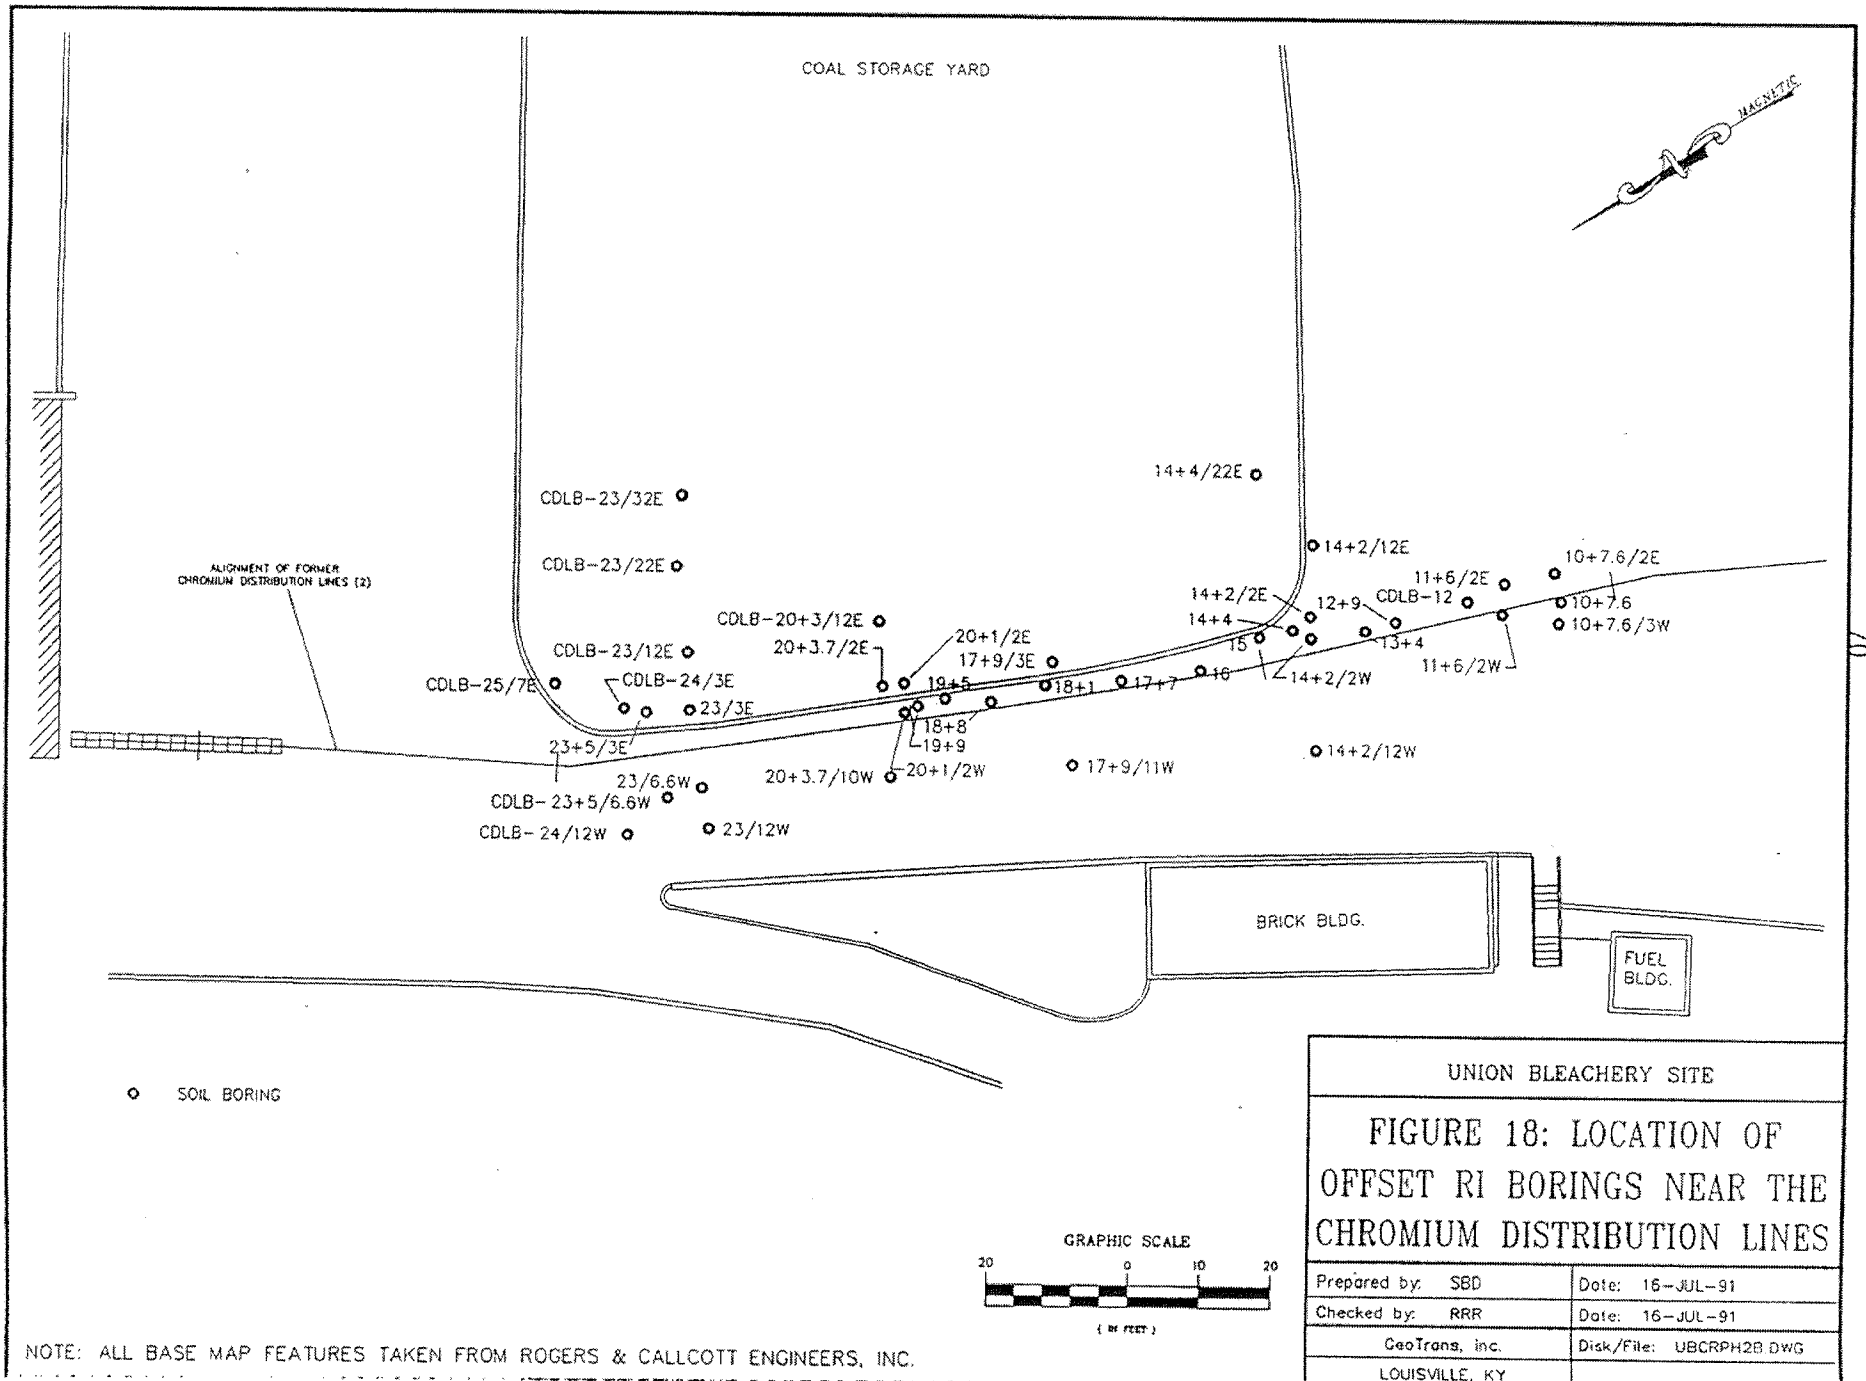 COAL STORAGE YARD
MAGNETIC
14+4/22E
CDLB-23/32E
14+2/12E
CDLB-23/22E
10+7.6/2E
ALIGNMENT OF FORMER
CHROMIUM DISTRIBUTION LINES (2)
11+6/2E
14+2/2E
CDLB-12
12+9
10+7.6
CDLB-20+3/12E
14+4
10+7.6/3W
20+1/2E
15
13+4
CDLB-23/12E
20+3.7/2E
17+9/3E
11+6/2W
CDLB-25/7E
CDLB-24/3E
19+5
18+1
17+7
16
14+2/2W
23/3E
18+8
23+5/3E
19+9
14+2/12W
23/6.6W
20+3.7/10W
20+1/2W
17+9/11W
CDLB-23+5/6.6W
CDLB-24/12W
23/12W
BRICK BLDG.
FUEL
BLDG.
SOIL BORING
UNION BLEACHERY SITE
FIGURE 18: LOCATION OF
OFFSET RI BORINGS NEAR THE
CHROMIUM DISTRIBUTION LINES
GRAPHIC SCALE
20 0 10 20
( IN FEET )
Prepared by: SBD
Date: 16-JUL-91
Checked by: RRR
Date: 16-JUL-91
GeoTrans, inc.
Disk/File: UBCRPH2B.DWG
LOUISVILLE, KY
NOTE: ALL BASE MAP FEATURES TAKEN FROM ROGERS & CALLCOTT ENGINEERS, INC.